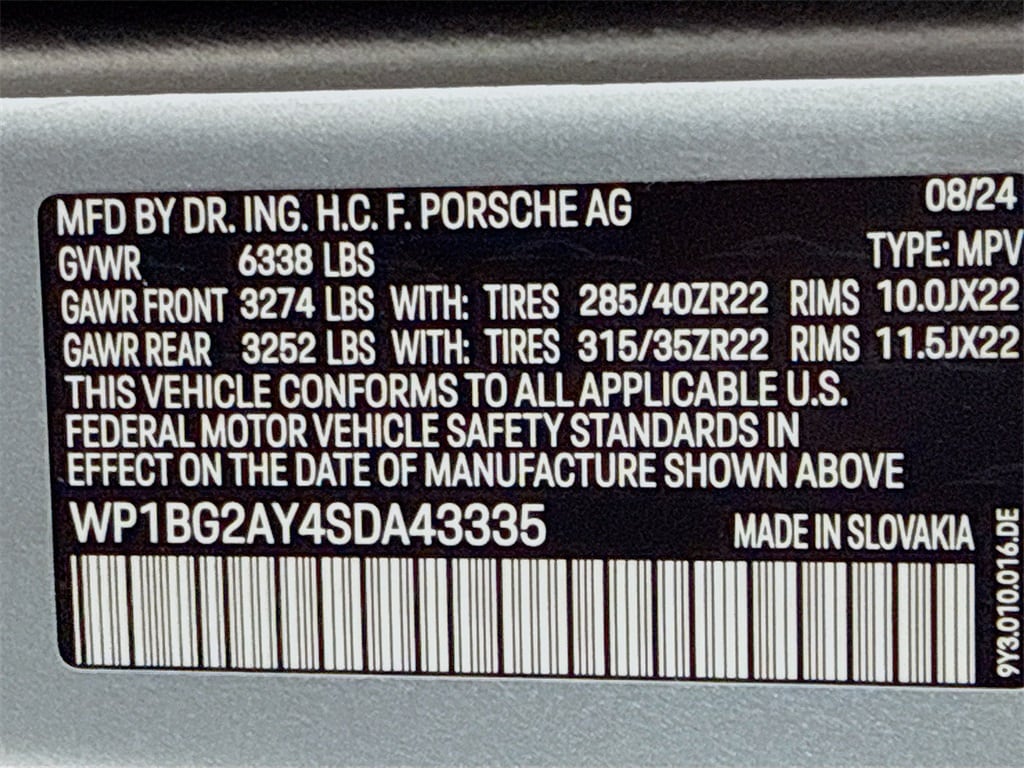 MFD BY DR. ING. H.C. F. PORSCHE AG 08/24
GVWR 6338 LBS TYPE: MPV
GAWR FRONT 3274 LBS WITH: TIRES 285/40ZR22 RIMS 10.0JX22
GAWR REAR 3252 LBS WITH: TIRES 315/35ZR22 RIMS 11.5JX22
THIS VEHICLE CONFORMS TO ALL APPLICABLE U.S.
FEDERAL MOTOR VEHICLE SAFETY STANDARDS IN
EFFECT ON THE DATE OF MANUFACTURE SHOWN ABOVE
WP1BG2AY4SDA43335 MADE IN SLOVAKIA
9Y3.010.016.DE